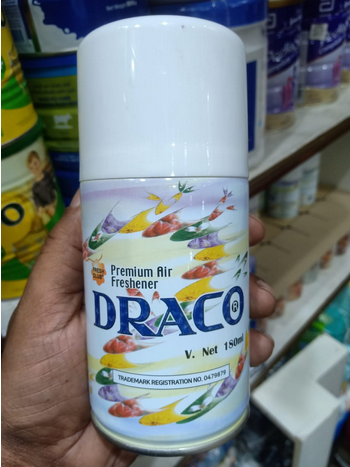 Premium Air
Freshener
DRACO®
V. Net 180ml
TRADEMARK REGISTRATION NO. 0479879